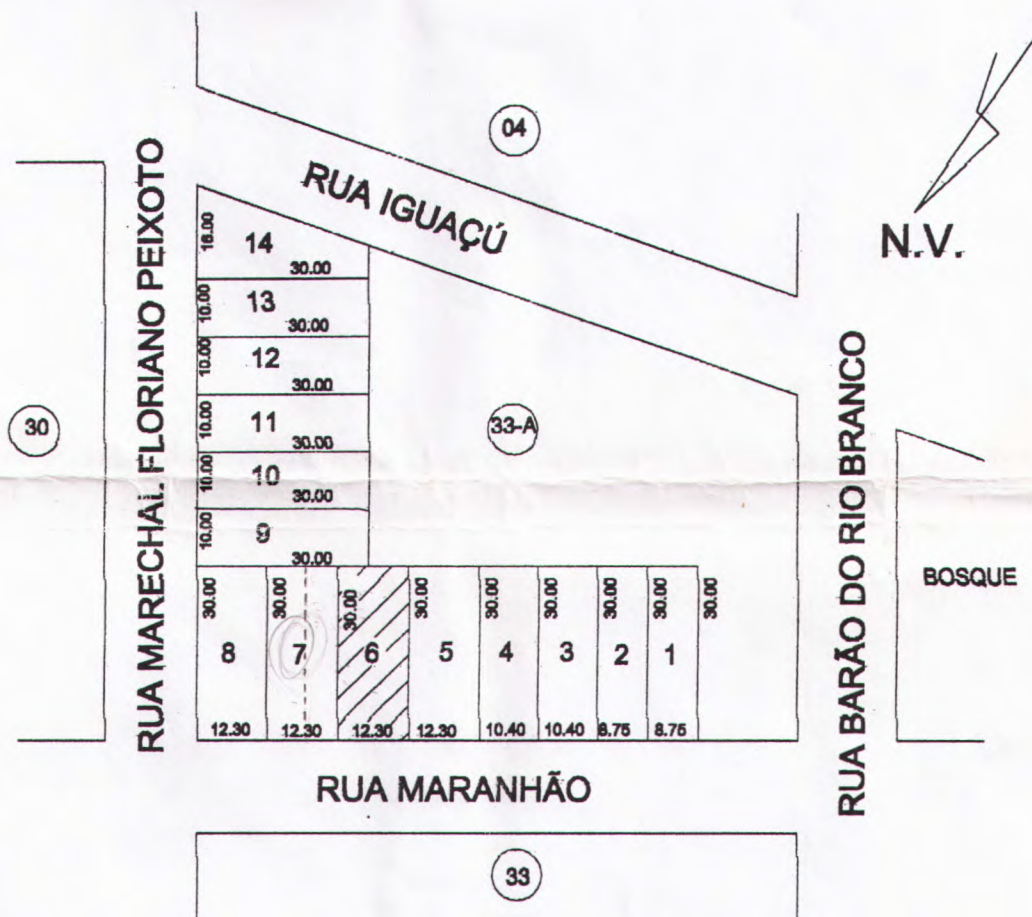 04
RUA IGUAÇÚ
N.V.
RUA MARECHAL FLORIANO PEIXOTO
16.00 14 30.00
10.00 13 30.00
10.00 12 30.00
10.00 11 30.00
10.00 10 30.00
10.00 9 30.00
30
33-A
RUA BARÃO DO RIO BRANCO
BOSQUE
30.00 30.00 30.00 30.00 30.00 30.00 30.00 30.00
8 7 6 5 4 3 2 1
12.30 12.30 12.30 12.30 10.40 10.40 8.75 8.75
RUA MARANHÃO
33